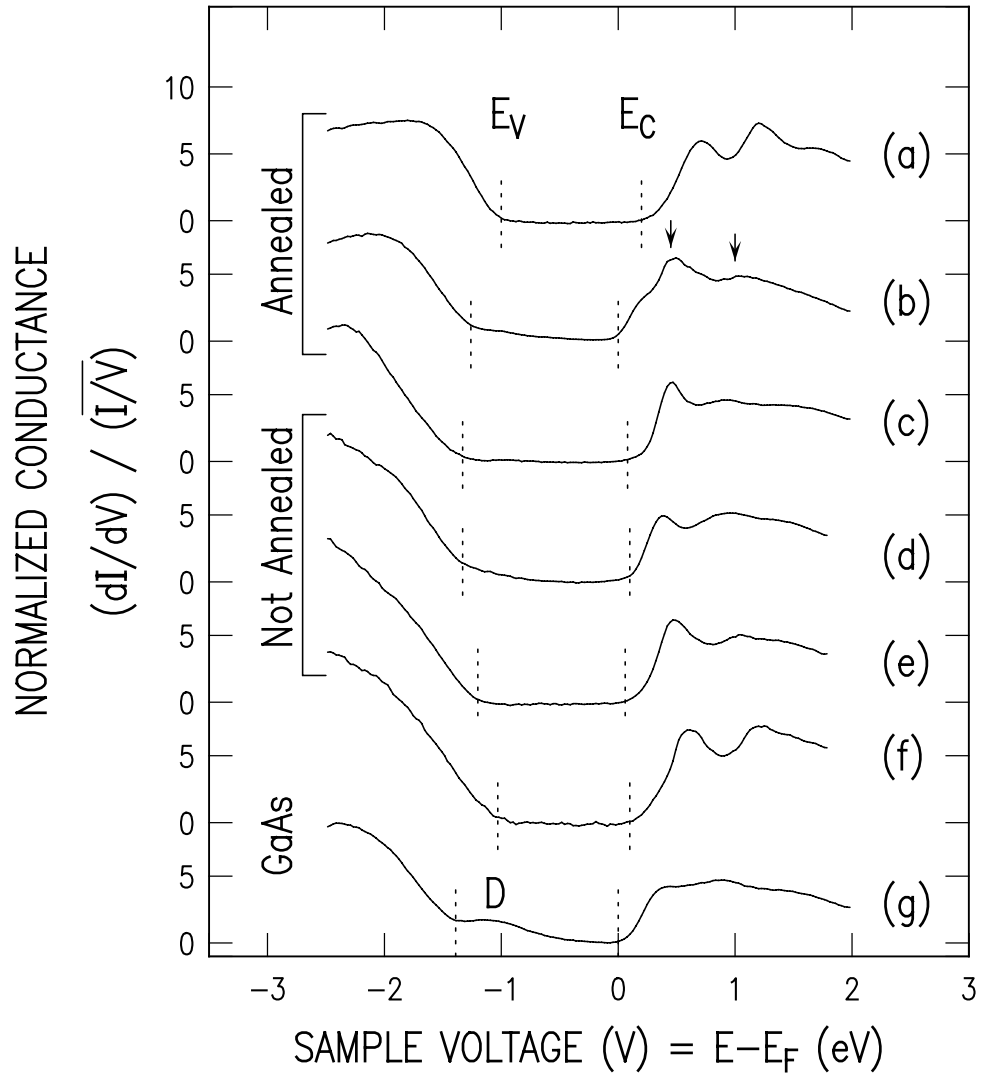 10
5
0
5
0
5
0
5
0
5
0
5
0
5
0
E_V
E_C
(a)
(b)
(c)
(d)
(e)
(f)
(g)
D
Annealed
Not Annealed
GaAs
NORMALIZED CONDUCTANCE
(dI/dV) / (I/V)
−3 −2 −1 0 1 2 3
SAMPLE VOLTAGE (V) = E−E_F (eV)